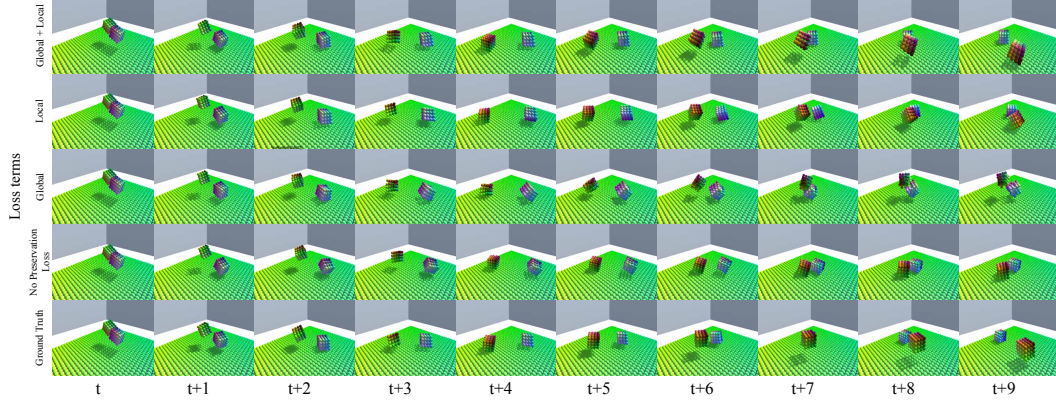 Loss terms
Global + Local
Local
Global
No Preservation
Loss
Ground Truth
t
t+1
t+2
t+3
t+4
t+5
t+6
t+7
t+8
t+9